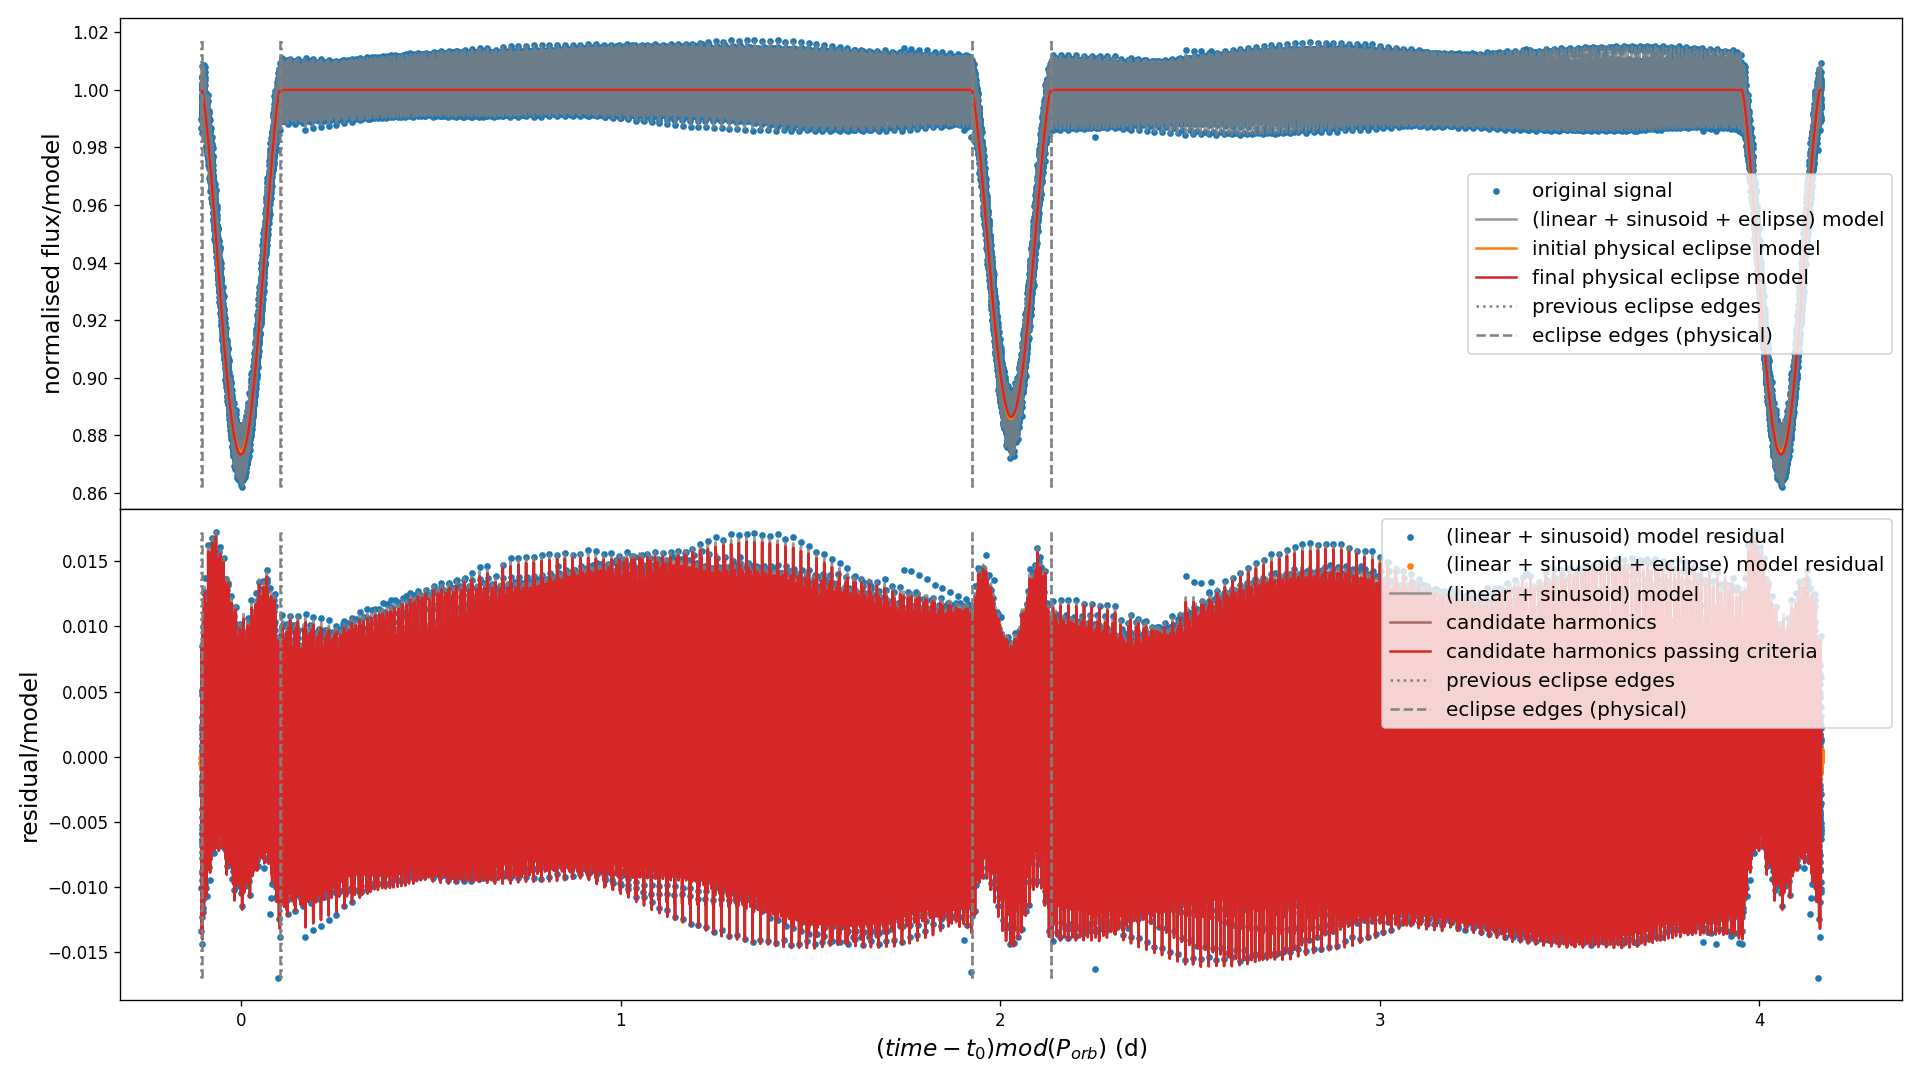 1.02
1.00
0.98
0.96
0.94
0.92
0.90
0.88
0.86
normalised flux/model
original signal
(linear + sinusoid + eclipse) model
initial physical eclipse model
final physical eclipse model
previous eclipse edges
eclipse edges (physical)
0.015
0.010
0.005
0.000
−0.005
−0.010
−0.015
residual/model
(linear + sinusoid) model residual
(linear + sinusoid + eclipse) model residual
(linear + sinusoid) model
candidate harmonics
candidate harmonics passing criteria
previous eclipse edges
eclipse edges (physical)
0 1 2 3 4
(time − t₀)mod(P_orb) (d)